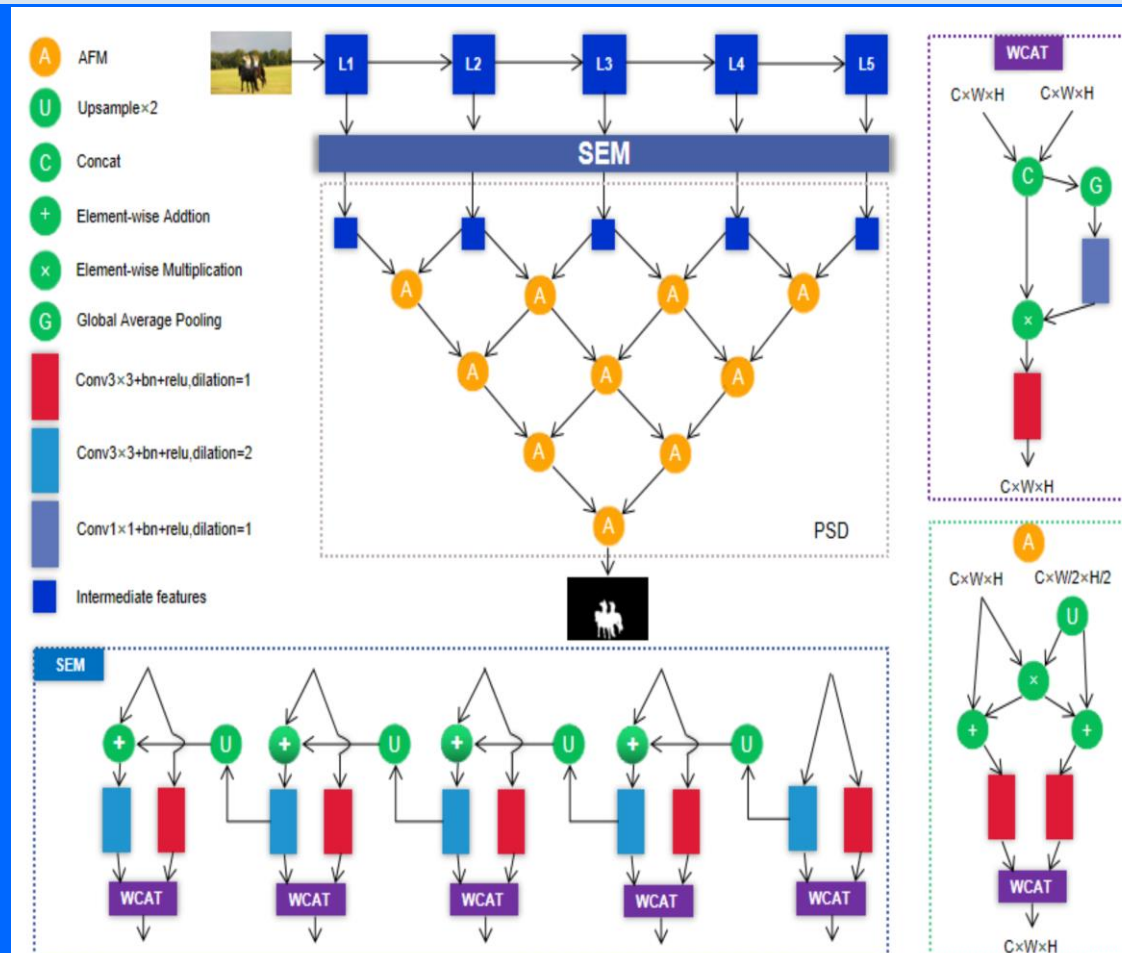 A AFM
U Upsample×2
C Concat
+ Element-wise Addtion
× Element-wise Multiplication
G Global Average Pooling
Conv3×3+bn+relu,dilation=1
Conv3×3+bn+relu,dilation=2
Conv1×1+bn+relu,dilation=1
Intermediate features
L1 L2 L3 L4 L5
SEM
A A A A
A A A
A A
A
PSD
WCAT
C×W×H C×W×H
C G
×
C×W×H
A
C×W×H C×W/2×H/2
U
×
+ +
WCAT
C×W×H
SEM
+ U + U + U + U
WCAT WCAT WCAT WCAT WCAT